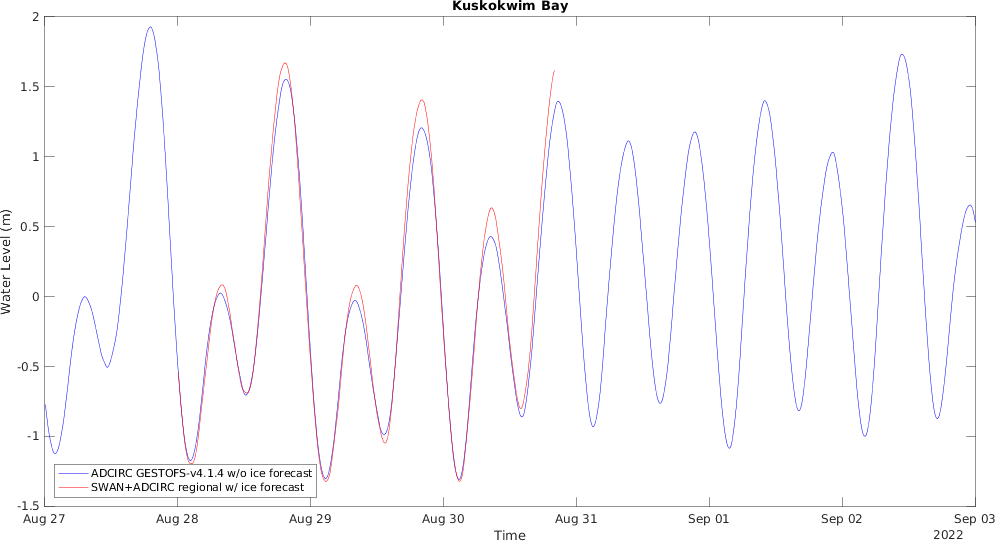 Kuskokwim Bay
2
1.5
1
0.5
0
-0.5
-1
-1.5
Water Level (m)
ADCIRC GESTOFS-v4.1.4 w/o ice forecast
SWAN+ADCIRC regional w/ ice forecast
Aug 27 Aug 28 Aug 29 Aug 30 Aug 31 Sep 01 Sep 02 Sep 03
Time
2022